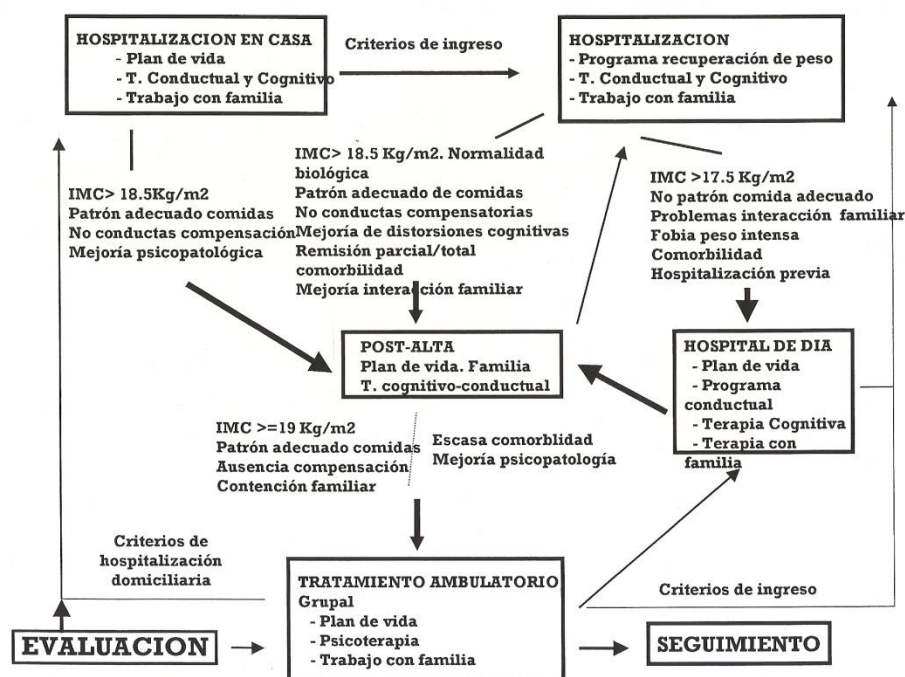 HOSPITALIZACION EN CASA
- Plan de vida
- T. Conductual y Cognitivo
- Trabajo con familia
Criterios de ingreso
HOSPITALIZACION
- Programa recuperación de peso
- T. Conductual y Cognitivo
- Trabajo con familia
IMC> 18.5Kg/m2
Patrón adecuado comidas
No conductas compensación
Mejoría psicopatológica
IMC> 18.5 Kg/m2. Normalidad
biológica
Patrón adecuado de comidas
No conductas compensatorias
Mejoría de distorsiones cognitivas
Remisión parcial/total
comorbilidad
Mejoría interacción familiar
IMC >17.5 Kg/m2
No patrón comida adecuado
Problemas interacción familiar
Fobia peso intensa
Comorbilidad
Hospitalización previa
POST-ALTA
Plan de vida. Familia
T. cognitivo-conductual
HOSPITAL DE DIA
- Plan de vida
- Programa
conductual
- Terapia Cognitiva
- Terapia con
familia
IMC >=19 Kg/m2
Patrón adecuado comidas
Ausencia compensación
Contención familiar
Escasa comorblidad
Mejoría psicopatología
Criterios de
hospitalización
domiciliaria
TRATAMIENTO AMBULATORIO
Grupal
- Plan de vida
- Psicoterapia
- Trabajo con familia
Criterios de ingreso
EVALUACION
SEGUIMIENTO